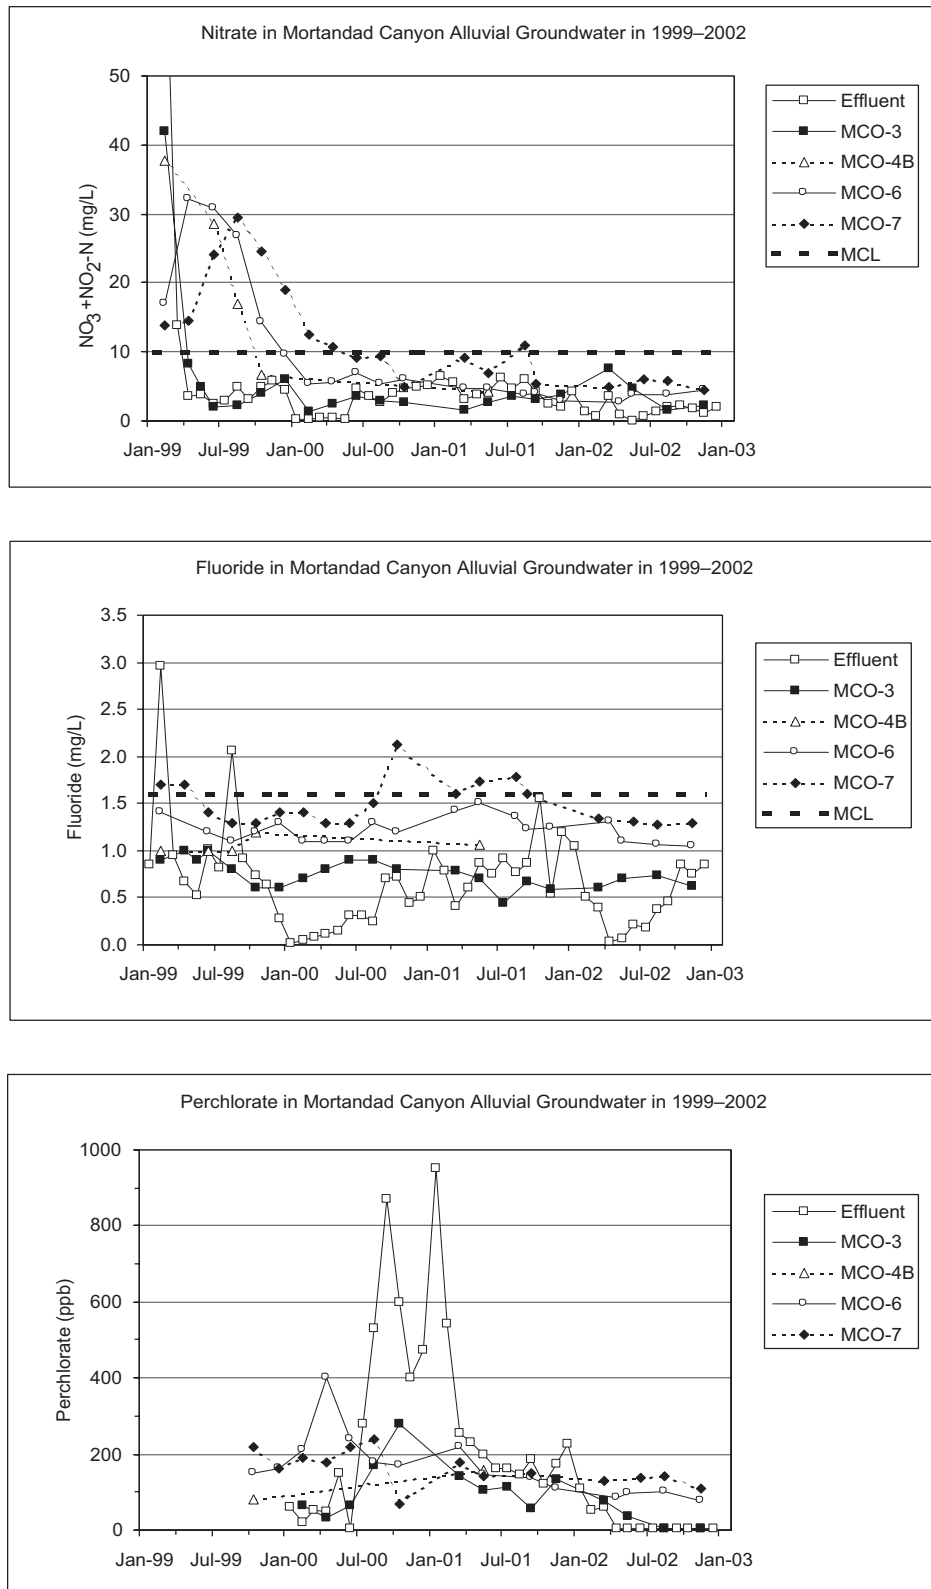 Nitrate in Mortandad Canyon Alluvial Groundwater in 1999–2002
NO3+NO2-N (mg/L)
50
40
30
20
10
0
Jan-99 Jul-99 Jan-00 Jul-00 Jan-01 Jul-01 Jan-02 Jul-02 Jan-03
Effluent
MCO-3
MCO-4B
MCO-6
MCO-7
MCL
Fluoride in Mortandad Canyon Alluvial Groundwater in 1999–2002
Fluoride (mg/L)
3.5
3.0
2.5
2.0
1.5
1.0
0.5
0.0
Jan-99 Jul-99 Jan-00 Jul-00 Jan-01 Jul-01 Jan-02 Jul-02 Jan-03
Effluent
MCO-3
MCO-4B
MCO-6
MCO-7
MCL
Perchlorate in Mortandad Canyon Alluvial Groundwater in 1999–2002
Perchlorate (ppb)
1000
800
600
400
200
0
Jan-99 Jul-99 Jan-00 Jul-00 Jan-01 Jul-01 Jan-02 Jul-02 Jan-03
Effluent
MCO-3
MCO-4B
MCO-6
MCO-7